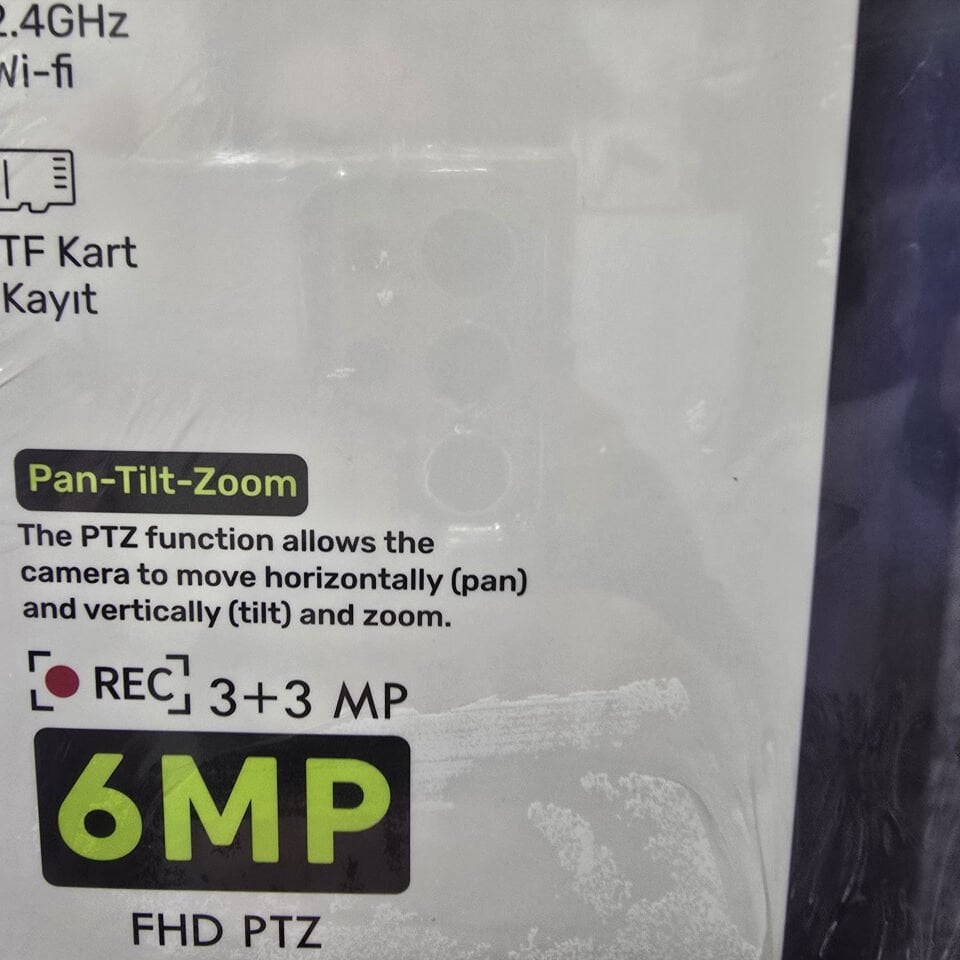 2.4GHz
Wi-fi
TF Kart
Kayıt
Pan-Tilt-Zoom
The PTZ function allows the
camera to move horizontally (pan)
and vertically (tilt) and zoom.
REC 3+3 MP
6MP
FHD PTZ